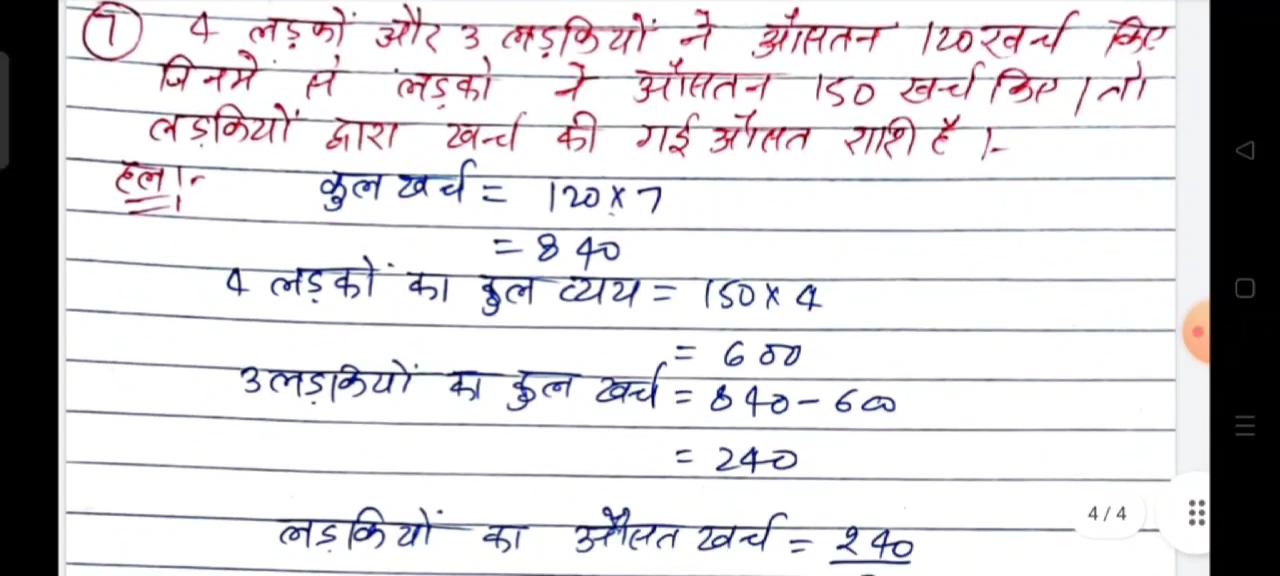 7 4 लड़कों और 3 लड़कियों ने औसतन 120 खर्च किए
जिनमें से लड़को ने औसतन 150 खर्च किए। तो
लड़कियों द्वारा खर्च की गई औसत राशि है।-
हल।- कुल खर्च = 120 × 7
= 840
4 लड़कों का कुल व्यय = 150 × 4
= 600
3 लड़कियों का कुल खर्च = 840 - 600
= 240
4 / 4
लड़कियों का औसत खर्च = 240